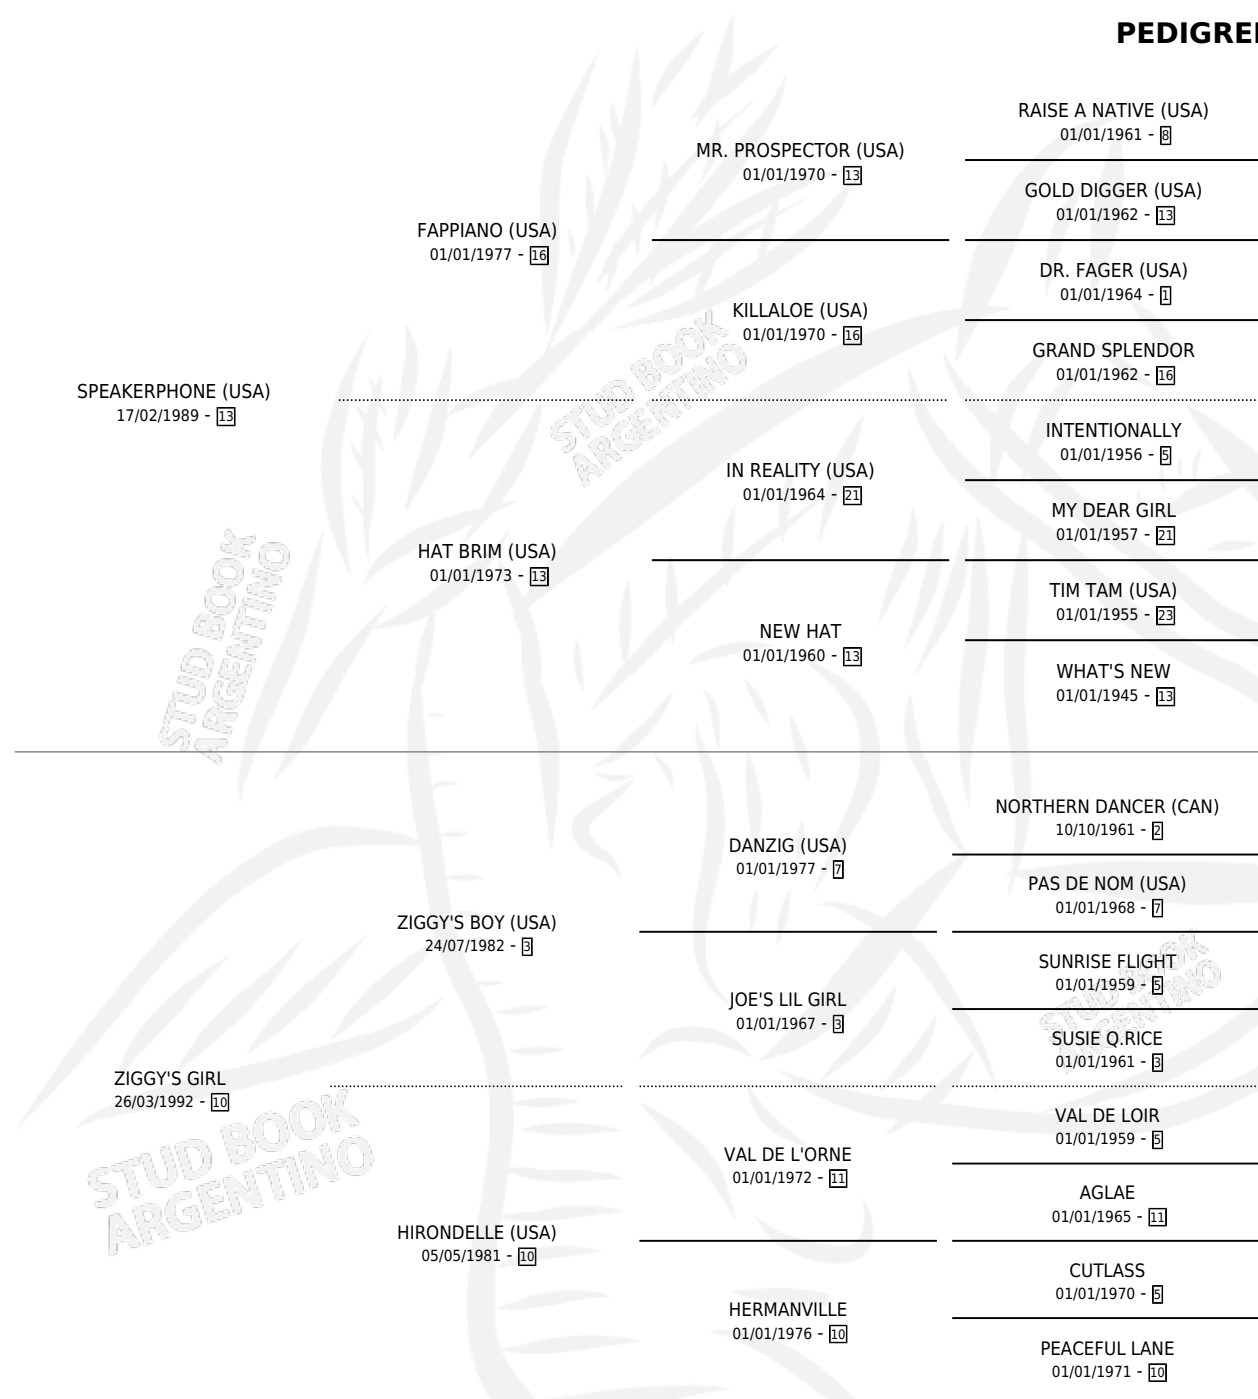 PEDIGREE
RAISE A NATIVE (USA)
01/01/1961 - 8
MR. PROSPECTOR (USA)
01/01/1970 - 13
GOLD DIGGER (USA)
01/01/1962 - 13
FAPPIANO (USA)
01/01/1977 - 16
DR. FAGER (USA)
01/01/1964 - 1
KILLALOE (USA)
01/01/1970 - 16
GRAND SPLENDOR
01/01/1962 - 16
SPEAKERPHONE (USA)
17/02/1989 - 13
INTENTIONALLY
01/01/1956 - 5
IN REALITY (USA)
01/01/1964 - 21
MY DEAR GIRL
01/01/1957 - 21
HAT BRIM (USA)
01/01/1973 - 13
TIM TAM (USA)
01/01/1955 - 23
NEW HAT
01/01/1960 - 13
WHAT'S NEW
01/01/1945 - 13
NORTHERN DANCER (CAN)
10/10/1961 - 2
DANZIG (USA)
01/01/1977 - 7
PAS DE NOM (USA)
01/01/1968 - 7
ZIGGY'S BOY (USA)
24/07/1982 - 3
SUNRISE FLIGHT
01/01/1959 - 5
JOE'S LIL GIRL
01/01/1967 - 3
SUSIE Q.RICE
01/01/1961 - 3
ZIGGY'S GIRL
26/03/1992 - 10
VAL DE LOIR
01/01/1959 - 5
VAL DE L'ORNE
01/01/1972 - 11
AGLAE
01/01/1965 - 11
HIRONDELLE (USA)
05/05/1981 - 10
CUTLASS
01/01/1970 - 5
HERMANVILLE
01/01/1976 - 10
PEACEFUL LANE
01/01/1971 - 10
STUD BOOK
ARGENTINO
STUD BOOK
ARGENTINO
STUD BOOK
ARGENTINO
STUD BOOK
ARGENTINO